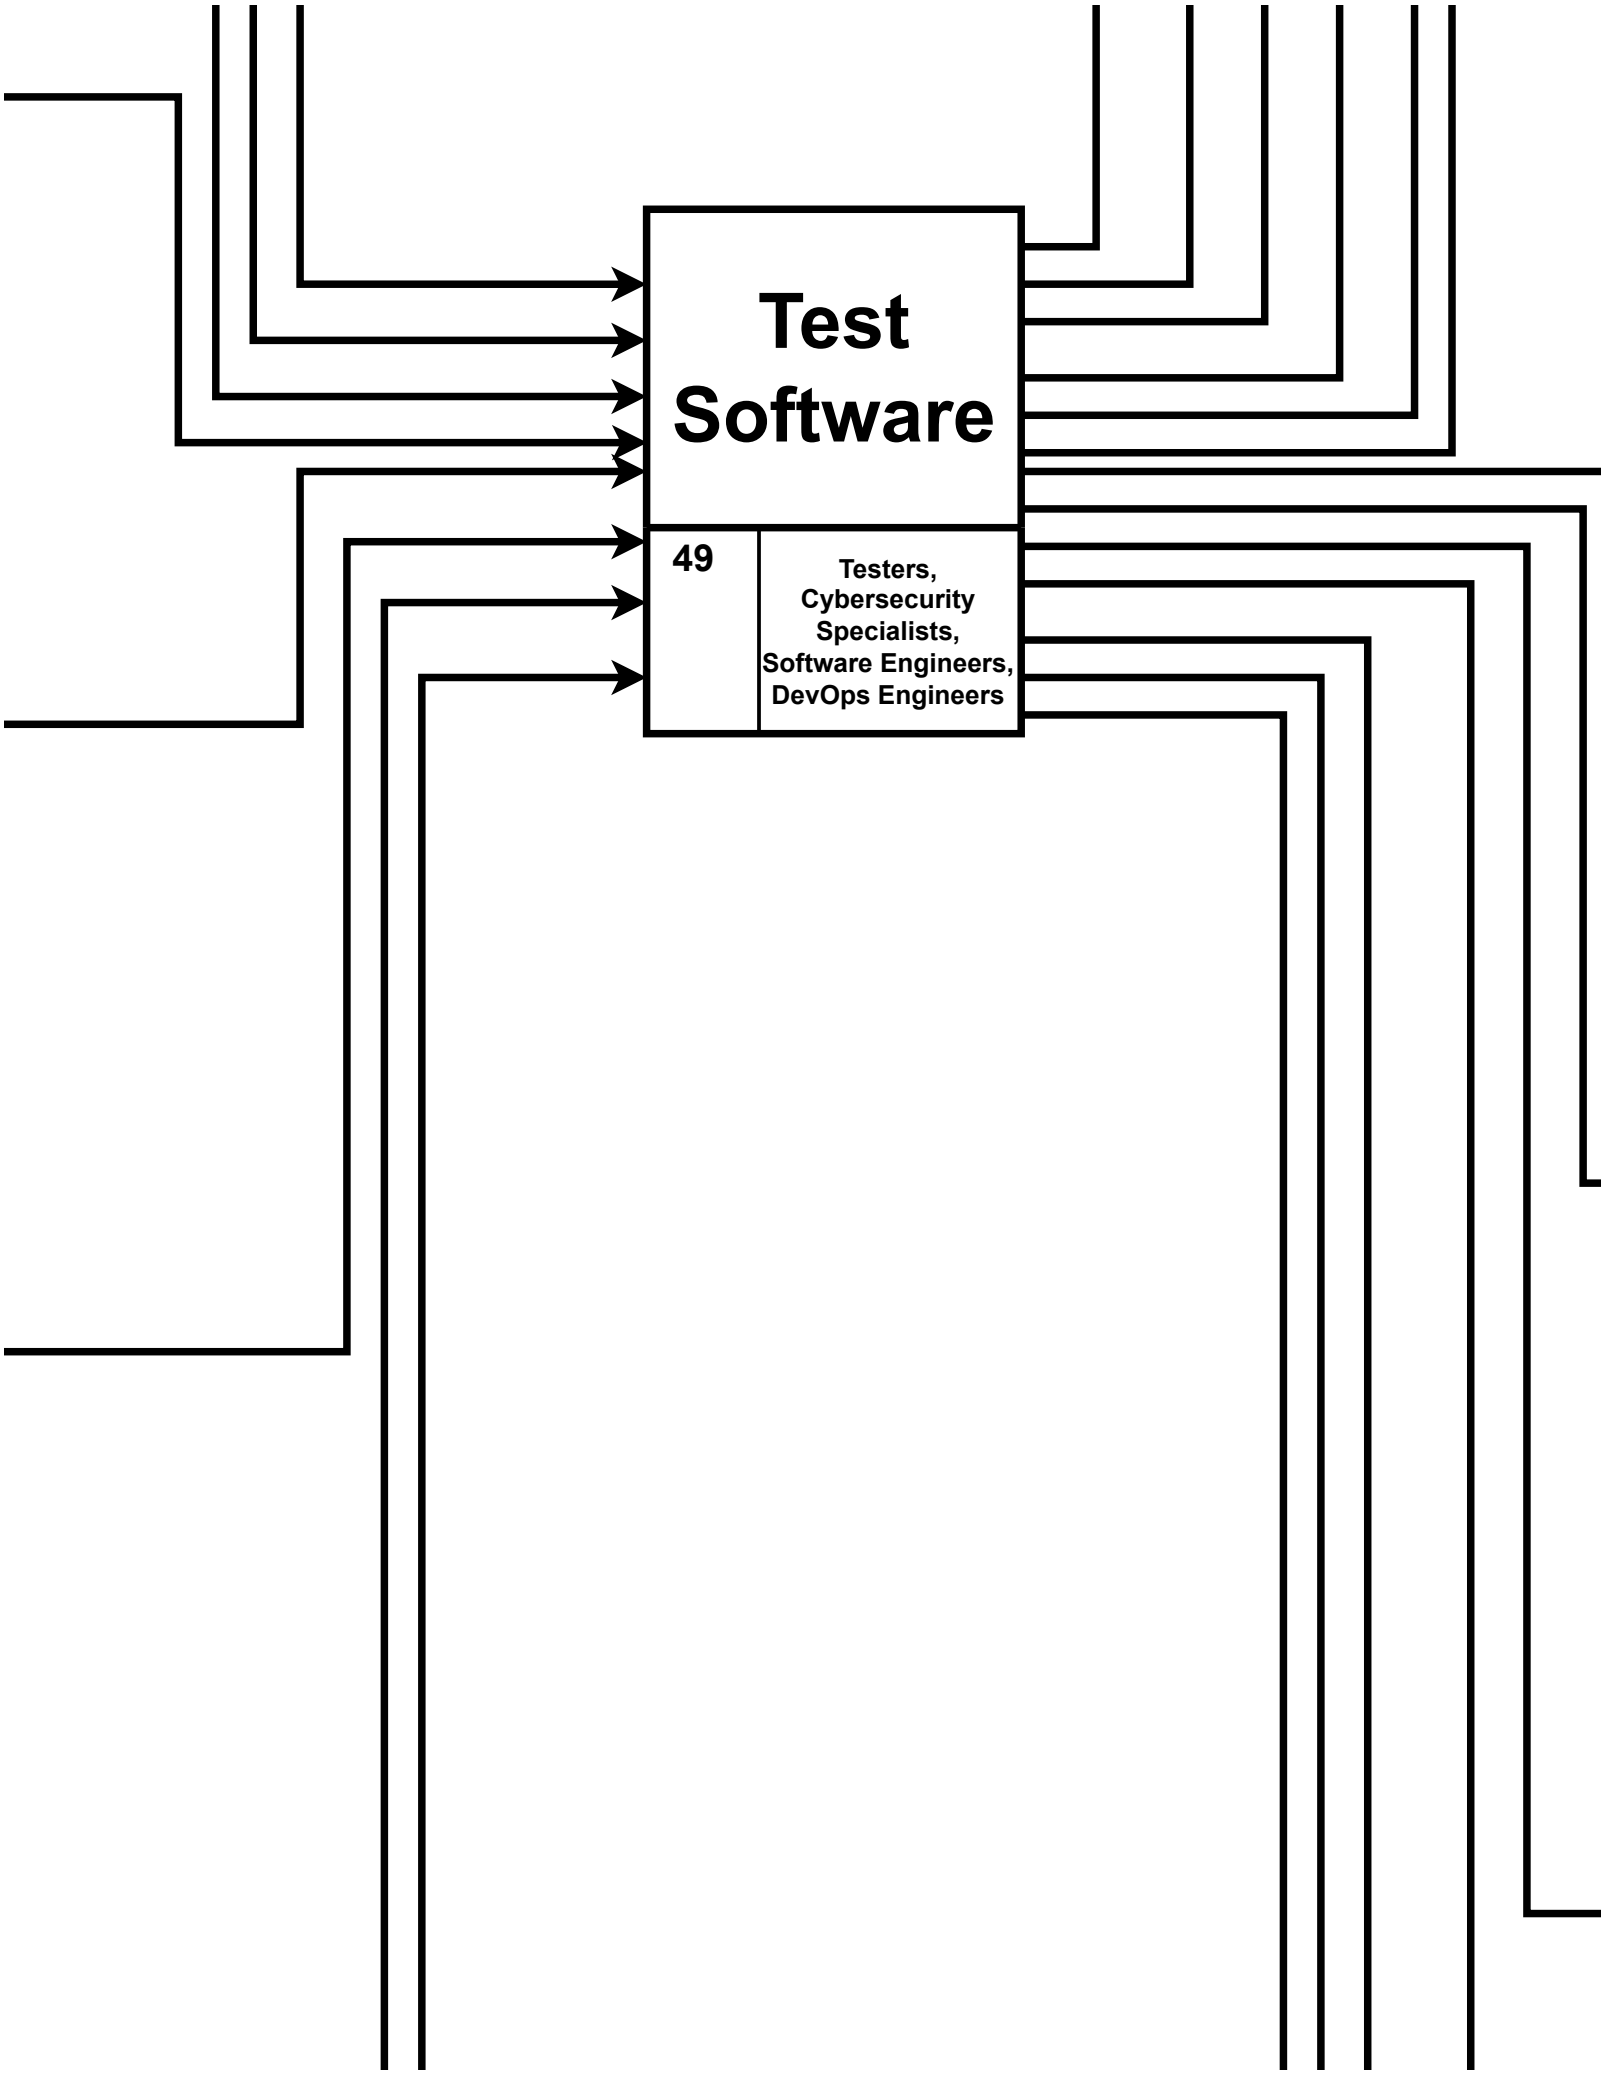 Test
Software
49
Testers,
Cybersecurity
Specialists,
Software Engineers,
DevOps Engineers